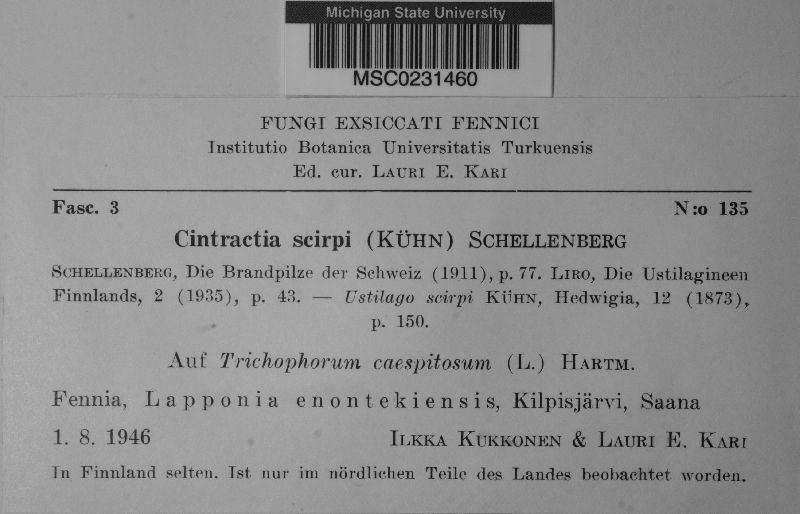 Michigan State University
MSC0231460
FUNGI EXSICCATI FENNICI
Institutio Botanica Universitatis Turkuensis
Ed. cur. LAURI E. KARI
Fasc. 3 N:o 135
Cintractia scirpi (KÜHN) SCHELLENBERG
SCHELLENBERG, Die Brandpilze der Schweiz (1911), p. 77. LIRO, Die Ustilagineen
Finnlands, 2 (1935), p. 43. — Ustilago scirpi KÜHN, Hedwigia, 12 (1873),
p. 150.
Auf Trichophorum caespitosum (L.) HARTM.
Fennia, Lapponia enontekiensis, Kilpisjärvi, Saana
1. 8. 1946 ILKKA KUKKONEN & LAURI E. KARI
In Finnland selten. Ist nur im nördlichen Teile des Landes beobachtet worden.